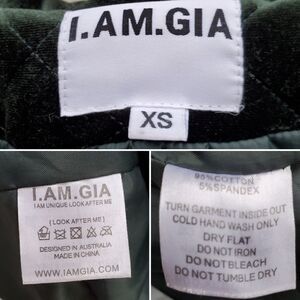 I.AM.GIA
XS
I.AM.GIA
I AM UNIQUE LOOK AFTER ME
( LOOK AFTER ME )
DESIGNED IN AUSTRALIA
MADE IN CHINA
WWW.IAMGIA.COM
95%COTTON
5%SPANDEX
TURN GARMENT INSIDE OUT
COLD HAND WASH ONLY
DRY FLAT
DO NOT IRON
DO NOT BLEACH
DO NOT TUMBLE DRY